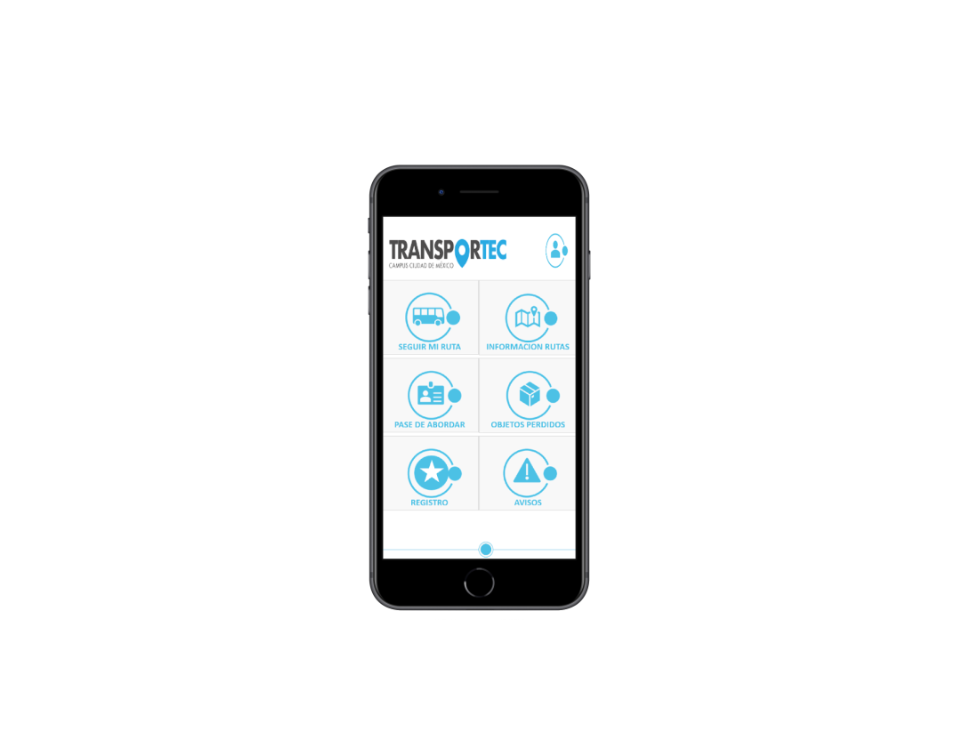 TRANSPORTEC
CAMPUS CIUDAD DE MÉXICO
SEGUIR MI RUTA
INFORMACION RUTAS
PASE DE ABORDAR
OBJETOS PERDIDOS
REGISTRO
AVISOS